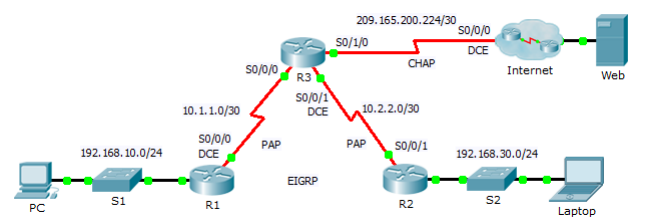 209.165.200.224/30
S0/0/0
S0/1/0
DCE
Internet
Web
CHAP
R3
S0/0/0
S0/0/1
DCE
10.1.1.0/30
10.2.2.0/30
S0/0/0
DCE
PAP
PAP
S0/0/1
192.168.10.0/24
192.168.30.0/24
EIGRP
PC
S1
R1
R2
S2
Laptop